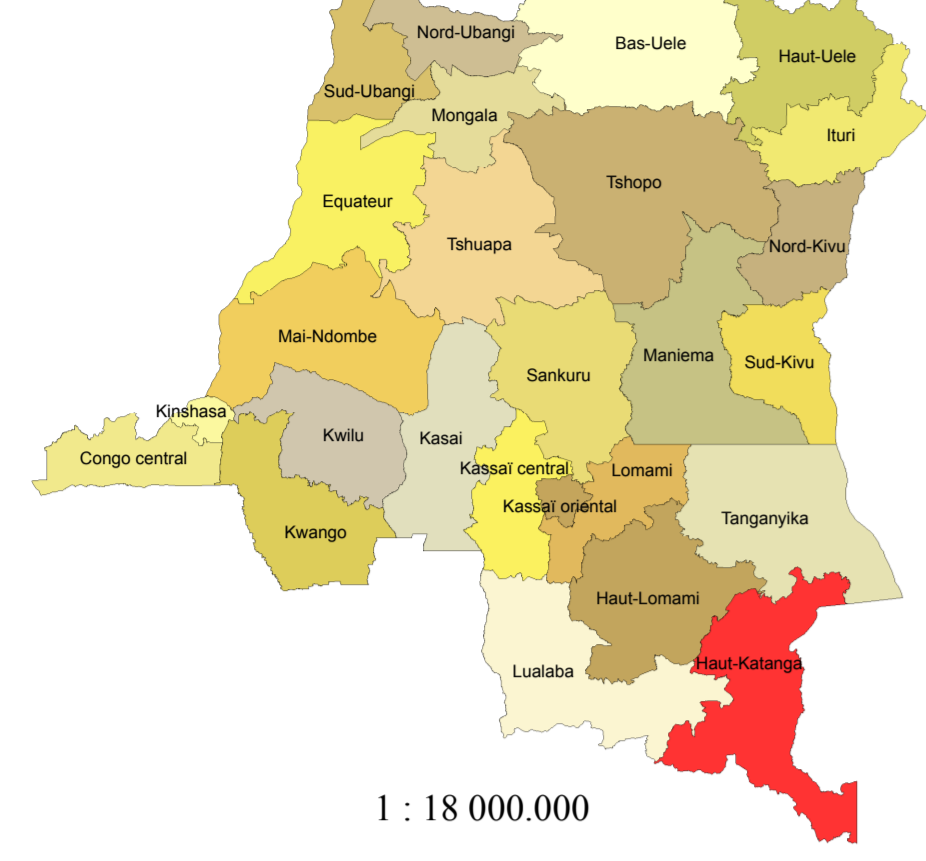 Nord-Ubangi
Bas-Uele
Haut-Uele
Sud-Ubangi
Mongala
Ituri
Tshopo
Equateur
Tshuapa
Nord-Kivu
Mai-Ndombe
Maniema
Sud-Kivu
Sankuru
Kinshasa
Kwilu
Kasai
Congo central
Kassaï central
Lomami
Kassaï oriental
Tanganyika
Kwango
Haut-Lomami
Haut-Katanga
Lualaba
1 : 18 000.000